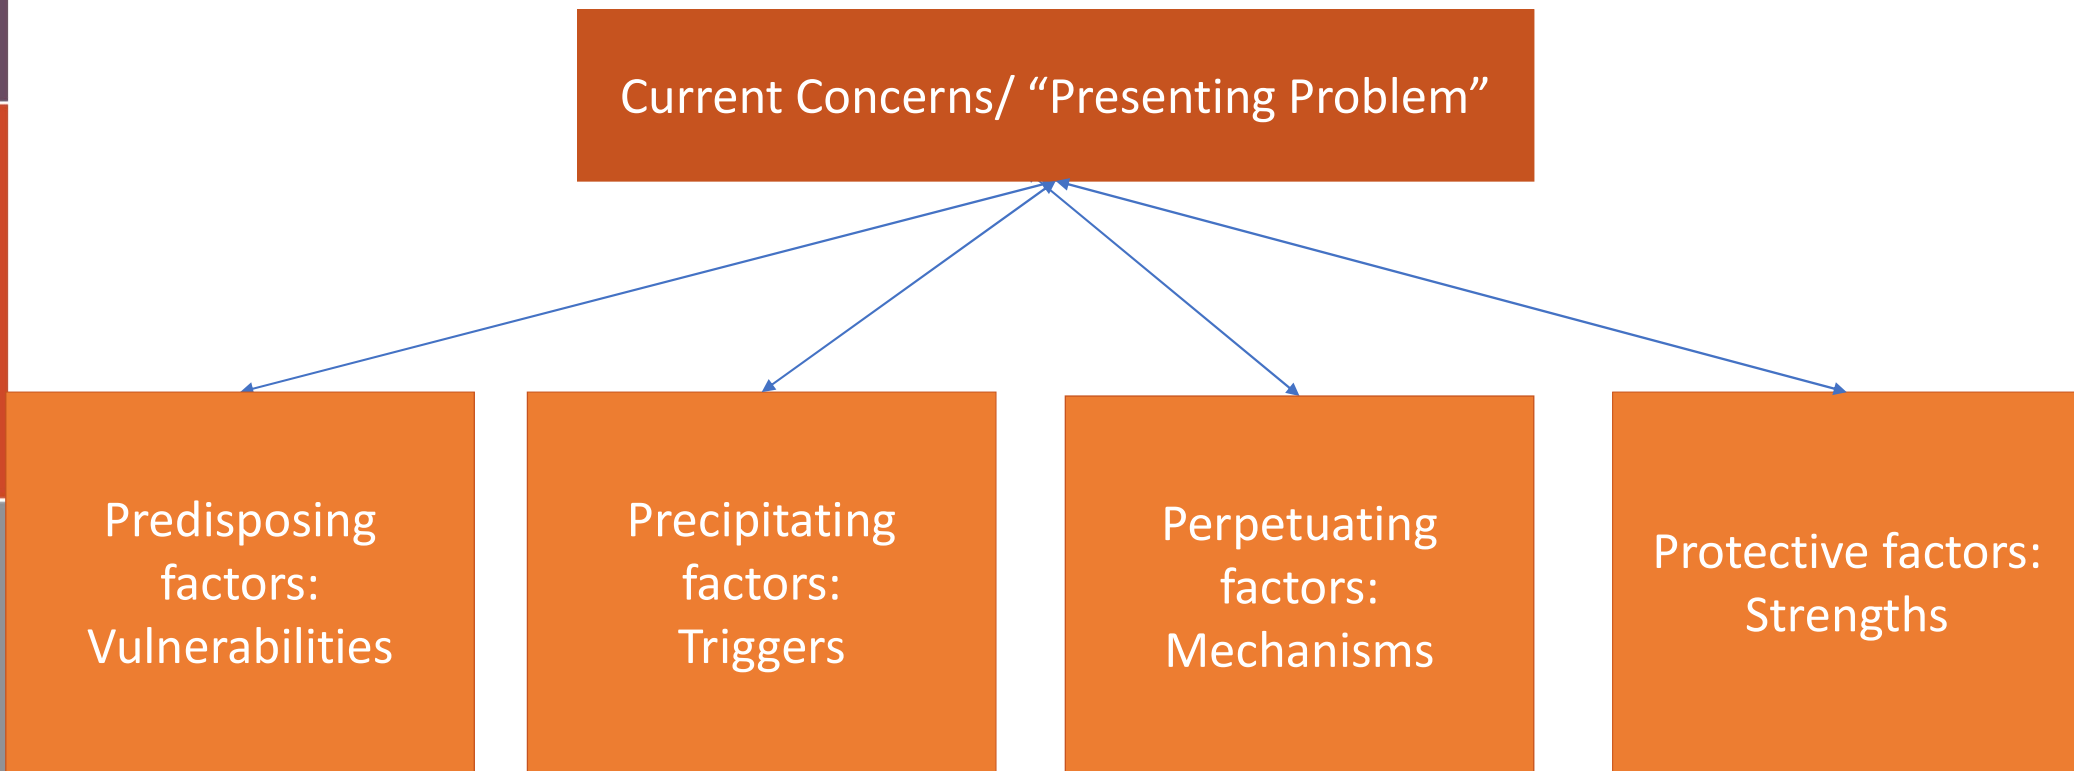 Current Concerns/ “Presenting Problem”
Predisposing
factors:
Vulnerabilities
Precipitating
factors:
Triggers
Perpetuating
factors:
Mechanisms
Protective factors:
Strengths